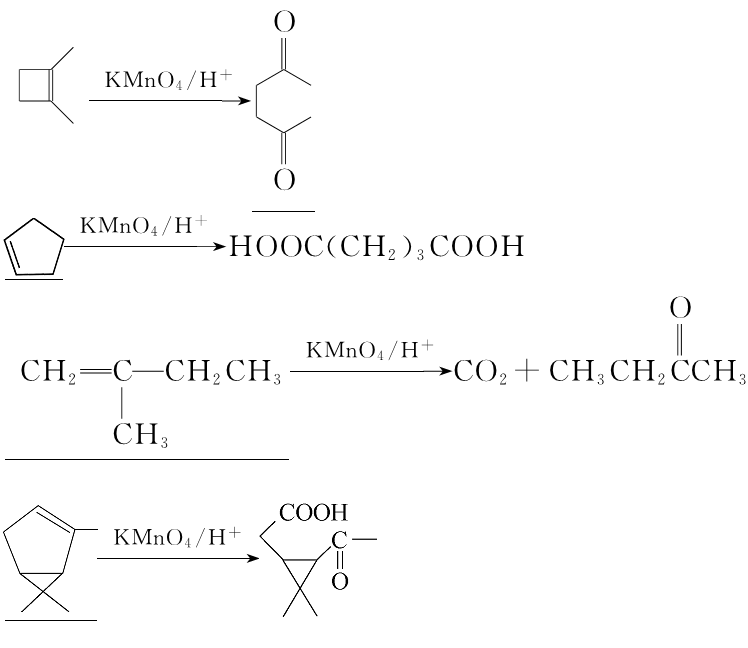 O
KMnO₄/H⁺
O
KMnO₄/H⁺
HOOC(CH₂)₃COOH
O
KMnO₄/H⁺
CH₂═C—CH₂CH₃ CO₂+CH₃CH₂CCH₃
CH₃
COOH
KMnO₄/H⁺
C
O